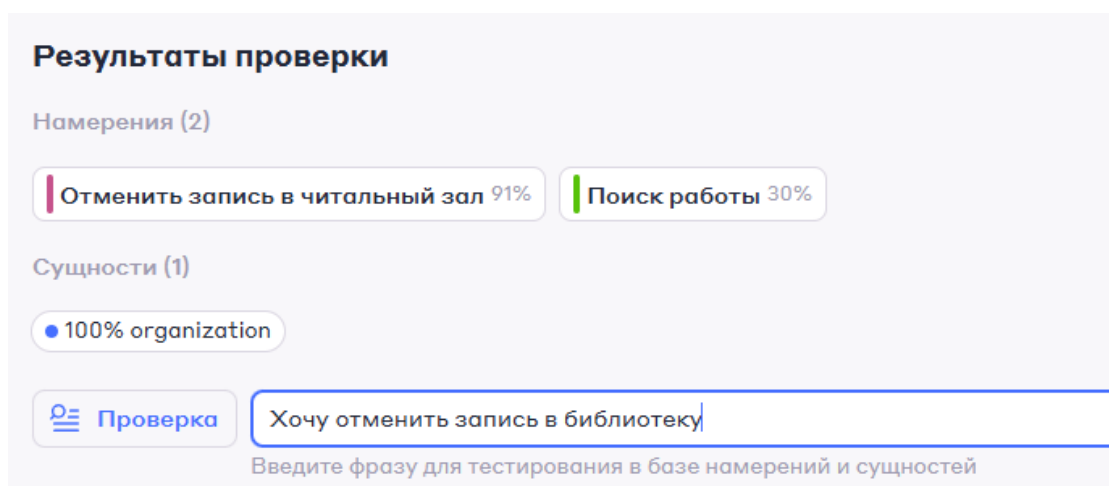 Результаты проверки
Намерения (2)
Отменить запись в читальный зал 91% Поиск работы 30%
Сущности (1)
100% organization
Проверка Хочу отменить запись в библиотеку
Введите фразу для тестирования в базе намерений и сущностей